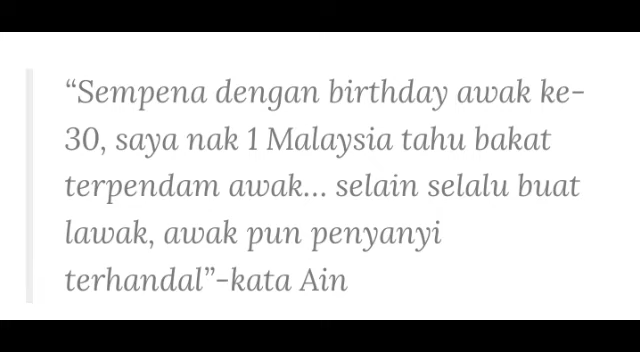 “Sempena dengan birthday awak ke-
30, saya nak 1 Malaysia tahu bakat
terpendam awak… selain selalu buat
lawak, awak pun penyanyi
terhandal”-kata Ain